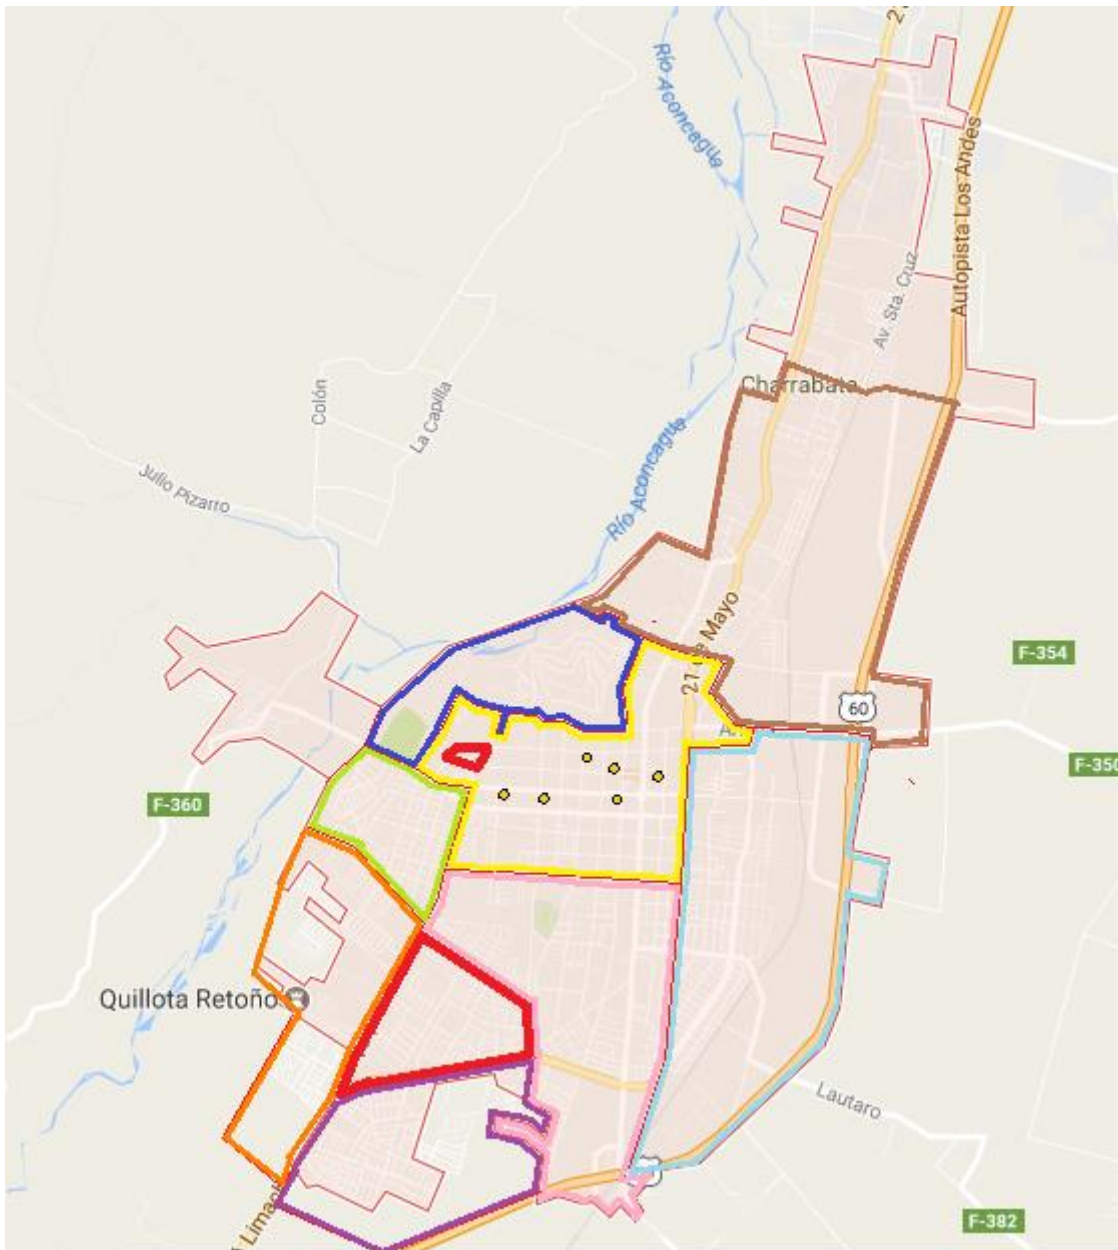 Río Aconcagua
Autopista Los Andes
Av. Sta. Cruz
Charrabata
Colón
La Capilla
Julio Pizarro
Río Aconcagua
21 de Mayo
F-354
60
F-350
F-360
Quillota Retoño
Lautaro
F-382